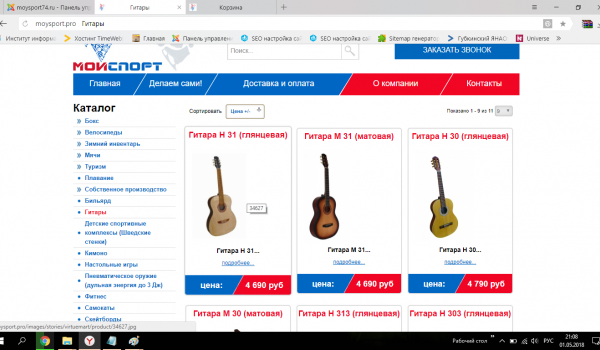 moysport74.ru - Панель уп
Гитары
Корзина
moysport.pro Гитары
Институт информ
Хостинг TimeWeb
Главная
Панель управлени
SEO настройка са
SEO настройка са
Sitemap генерато
Губкинский ЯНАО
Universe
»
Другие
МОЙСПОРТ
Поиск...
ЗАКАЗАТЬ ЗВОНОК
Главная
Делаем сами!
Доставка и оплата
О компании
Контакты
Каталог
Бокс
Велосипеды
Зимний инвентарь
Мячи
Туризм
Плавание
Собственное производство
Бильярд
Гитары
Детские спортивные
комплексы (Шведские
стенки)
Кимоно
Настольные игры
Пневматическое оружие
(дульная энергия до 3 Дж)
Фитнес
Самокаты
Скейтборды
Сортировать
Цена +/-
Показано 1 - 9 из 11
9
Гитара H 31 (глянцевая)
34627
Гитара H 31...
подробнее...
цена:
4 690 руб
Гитара M 31 (матовая)
Гитара M 31...
подробнее...
цена:
4 690 руб
Гитара H 30 (глянцевая)
Гитара H 30...
подробнее...
цена:
4 790 руб
Гитара M 30 (матовая)
Гитара H 313 (глянцевая)
Гитара H 303 (глянцевая)
ysport.pro/images/stories/virtuemart/product/34627.jpg
Рабочий стол
»
РУС
21:08
01.05.2018